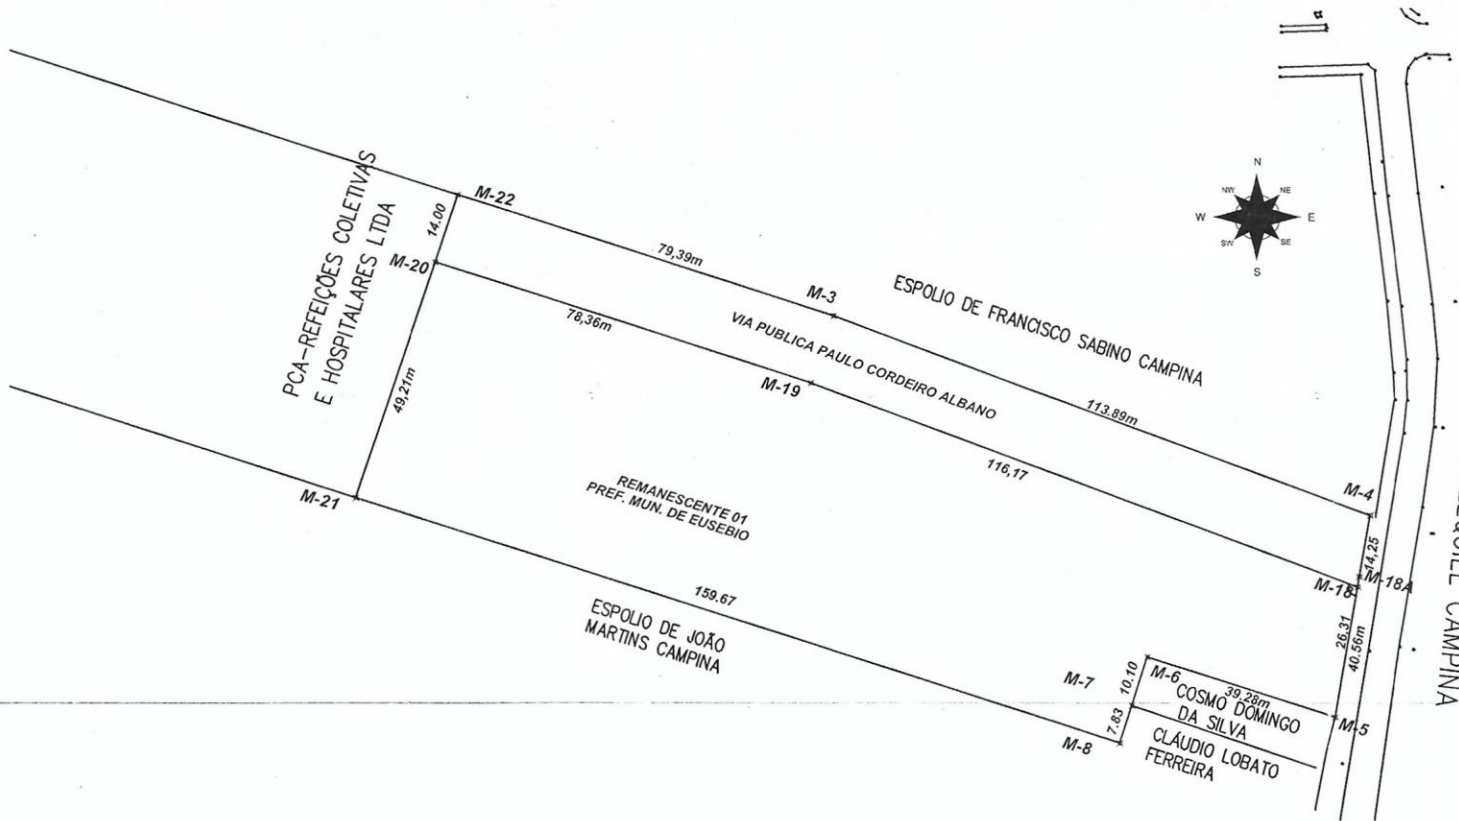 N
NW
NE
W
E
SW
SE
S
M-22
14.00
PCA-REFEIÇÕES COLETIVAS
E HOSPITALARES LTDA
M-20
79,39m
M-3
ESPOLIO DE FRANCISCO SABINO CAMPINA
78,36m
VIA PUBLICA PAULO CORDEIRO ALBANO
M-19
49,21m
113.89m
116,17
M-4
M-21
REMANESCENTE 01
PREF. MUN. DE EUSEBIO
14,25
M-18
M-18A
159.67
ESPOLIO DE JOÃO
MARTINS CAMPINA
26,31
40.56m
M-7
10.10
M-6
39.28m
COSMO DOMINGO
DA SILVA
M-5
7.83
M-8
CLÁUDIO LOBATO
FERREIRA
CAMPINA